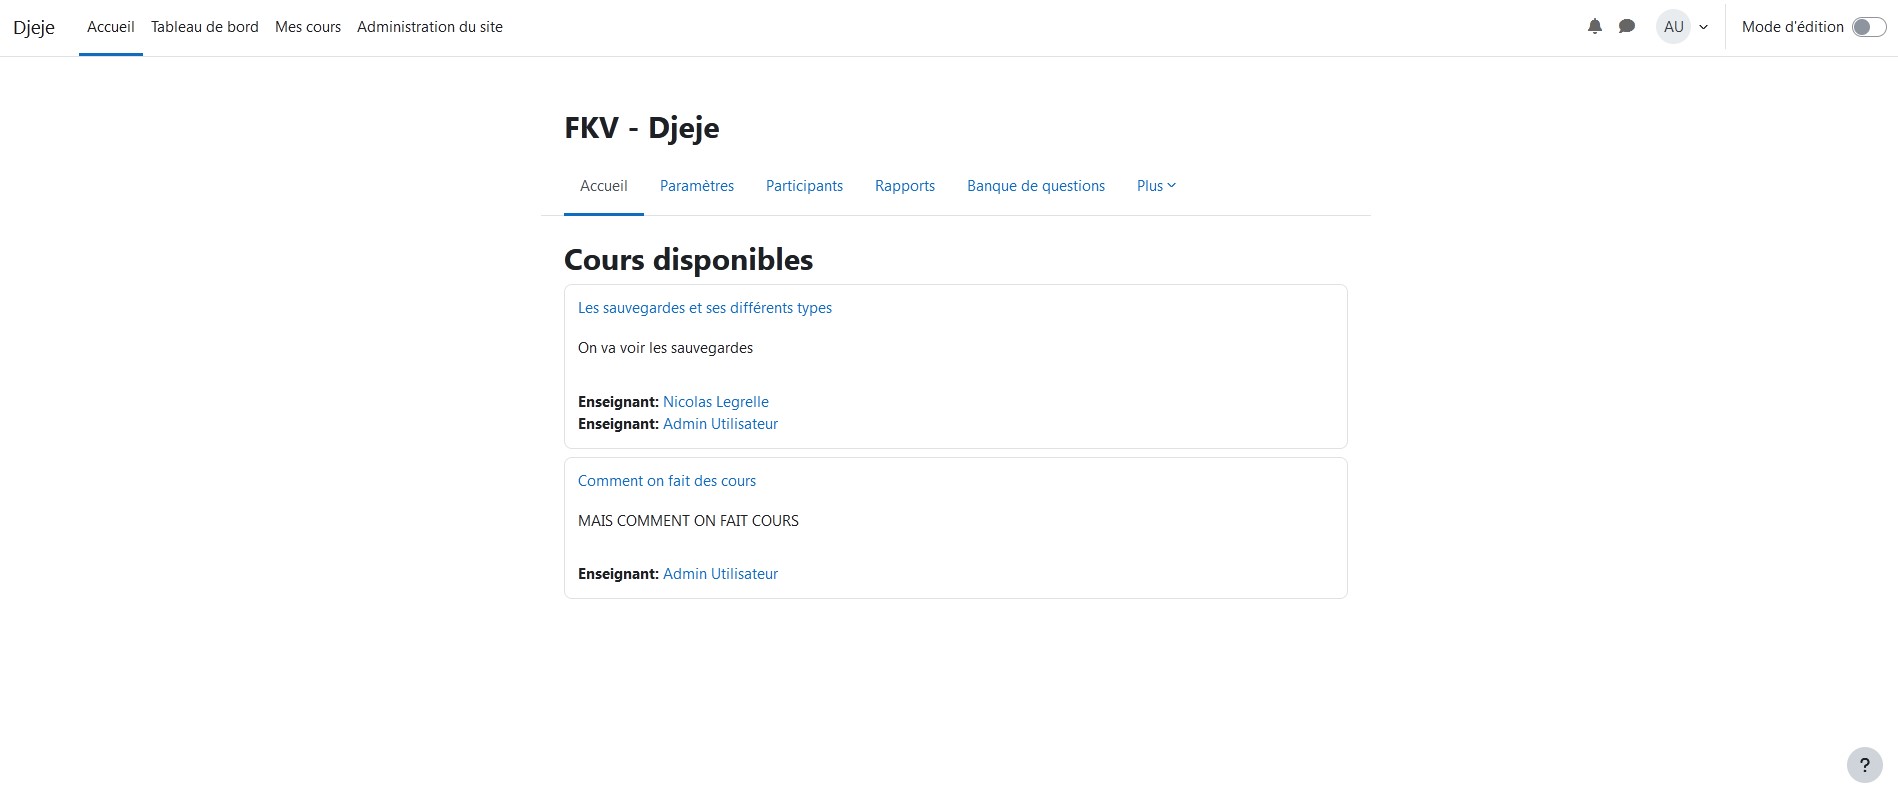 Djeje Accueil Tableau de bord Mes cours Administration du site AU Mode d'édition
FKV - Djeje
Accueil Paramètres Participants Rapports Banque de questions Plus
Cours disponibles
Les sauvegardes et ses différents types
On va voir les sauvegardes
Enseignant: Nicolas Legrelle
Enseignant: Admin Utilisateur
Comment on fait des cours
MAIS COMMENT ON FAIT COURS
Enseignant: Admin Utilisateur
?